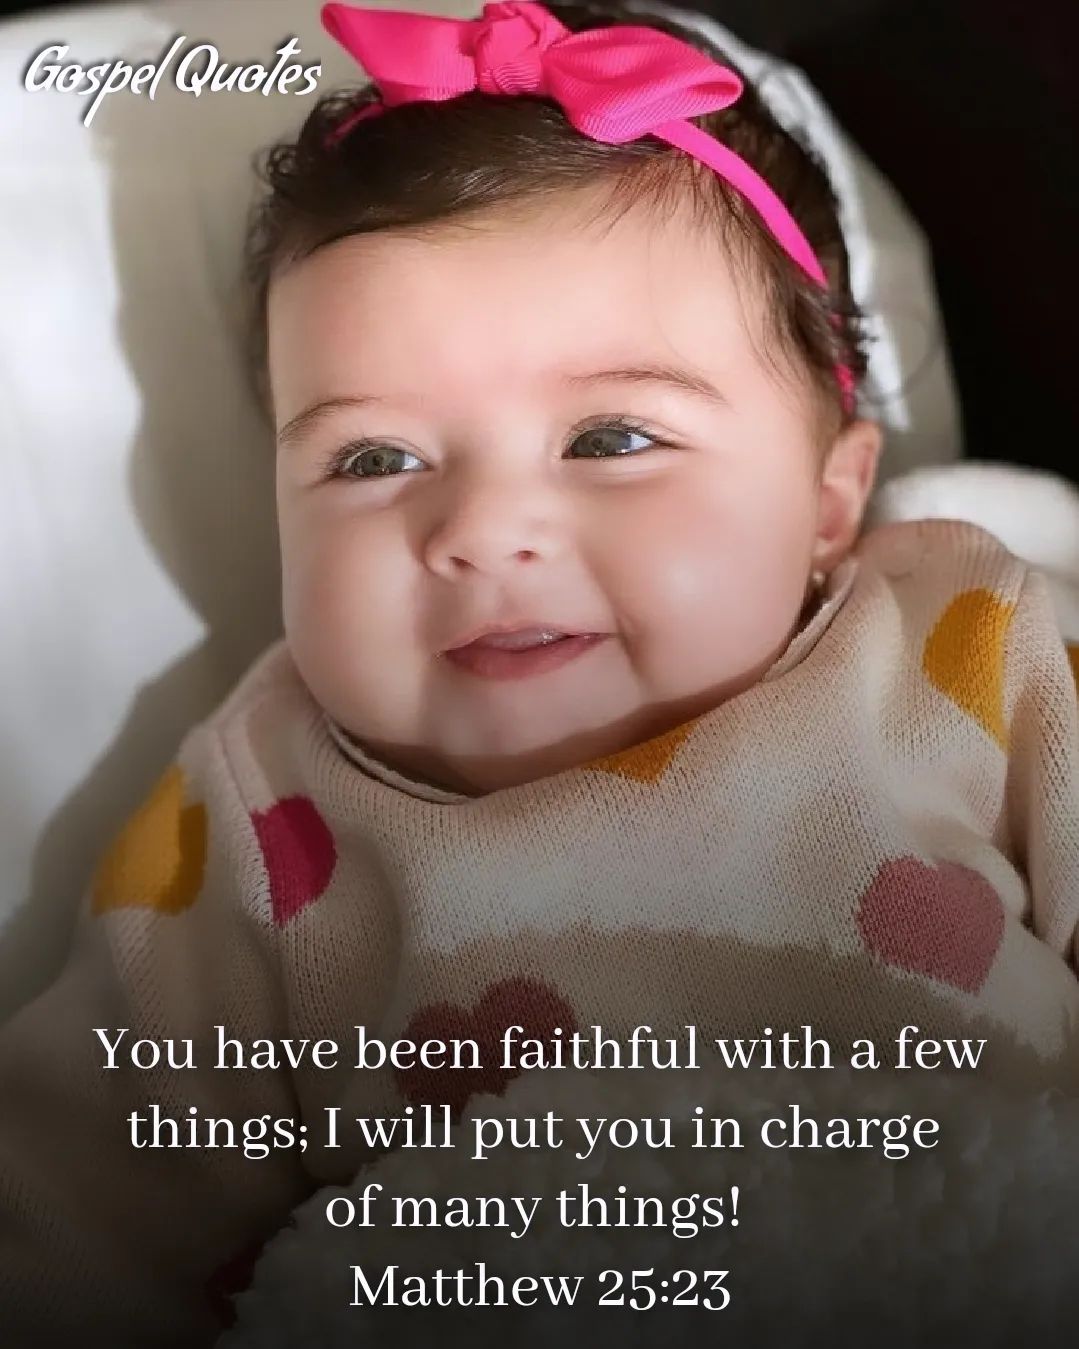 Gospel Quotes
You have been faithful with a few
things; I will put you in charge
of many things!
Matthew 25:23